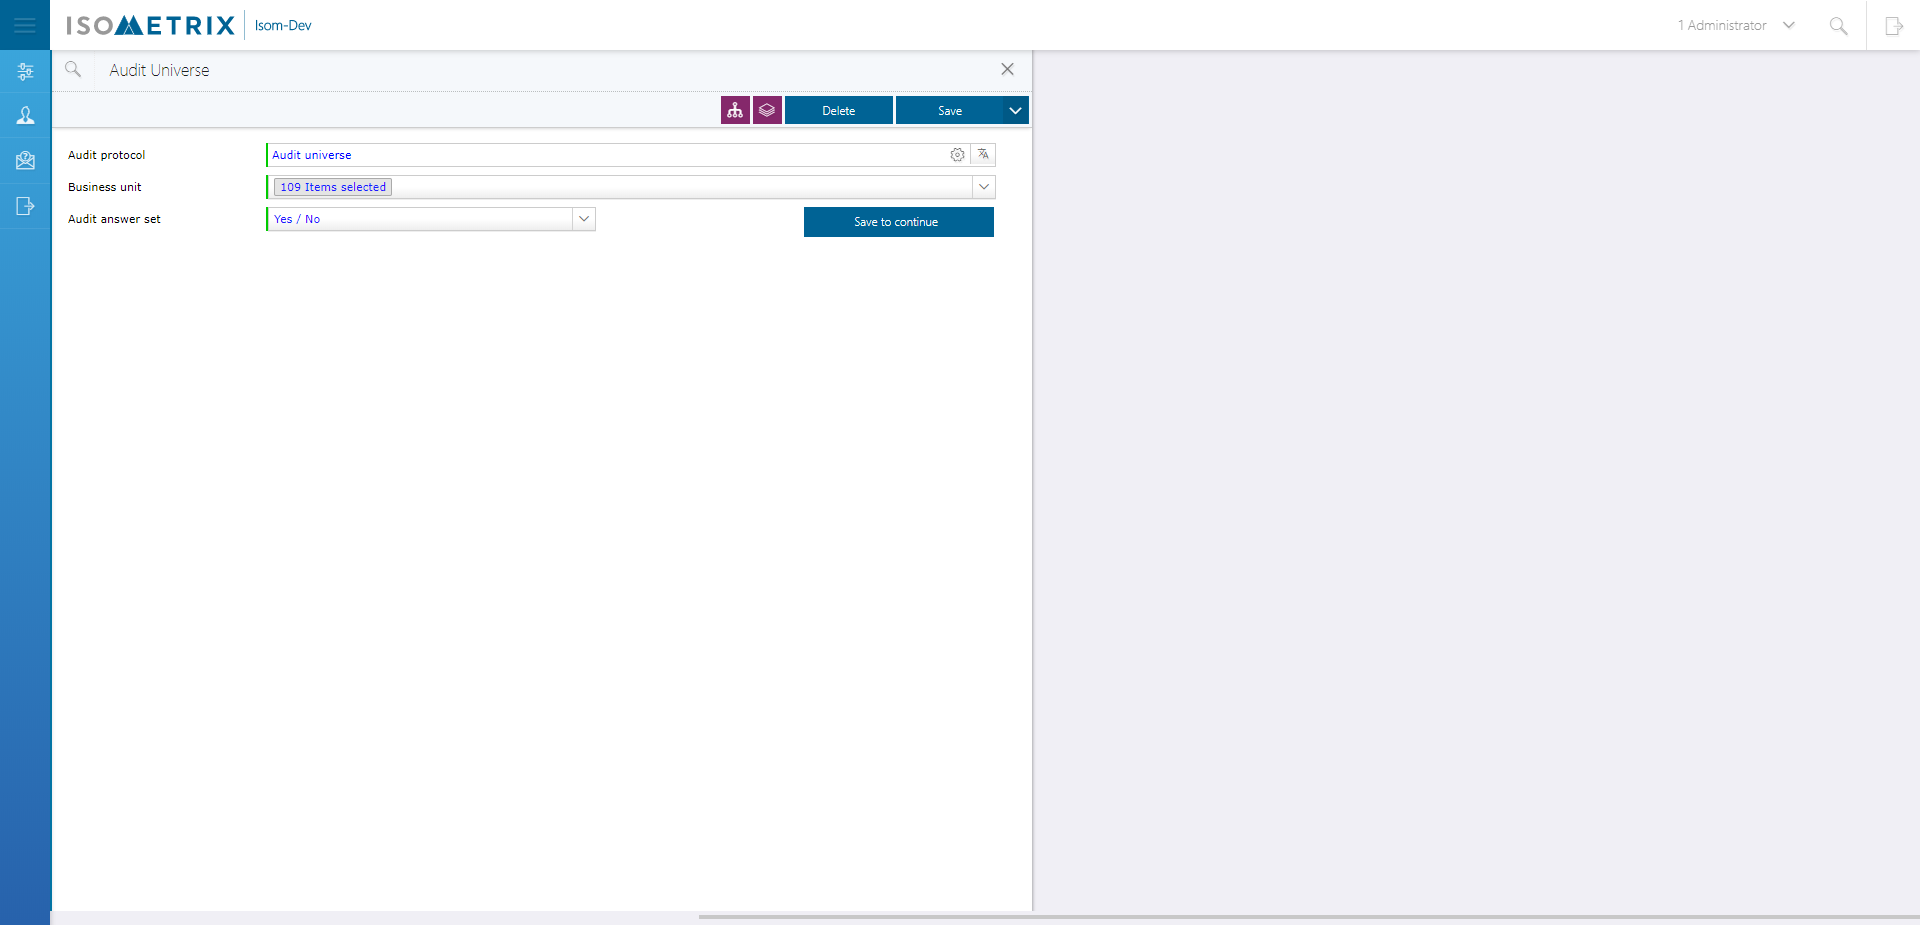 ISOMETRIX Isom-Dev 1 Administrator
Audit Universe
Delete Save
Audit protocol Audit universe
Business unit 109 Items selected
Audit answer set Yes / No Save to continue